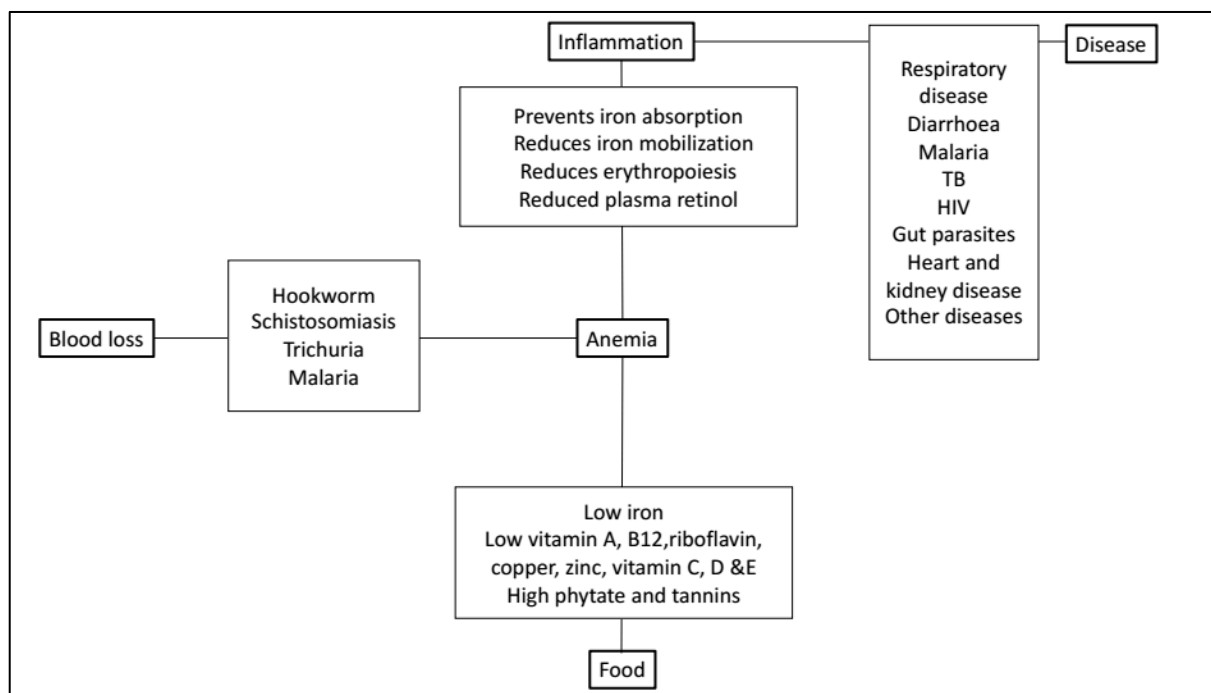 Inflammation
Disease
Respiratory
disease
Diarrhoea
Malaria
TB
HIV
Gut parasites
Heart and
kidney disease
Other diseases
Prevents iron absorption
Reduces iron mobilization
Reduces erythropoiesis
Reduced plasma retinol
Blood loss
Hookworm
Schistosomiasis
Trichuria
Malaria
Anemia
Low iron
Low vitamin A, B12,riboflavin,
copper, zinc, vitamin C, D &E
High phytate and tannins
Food